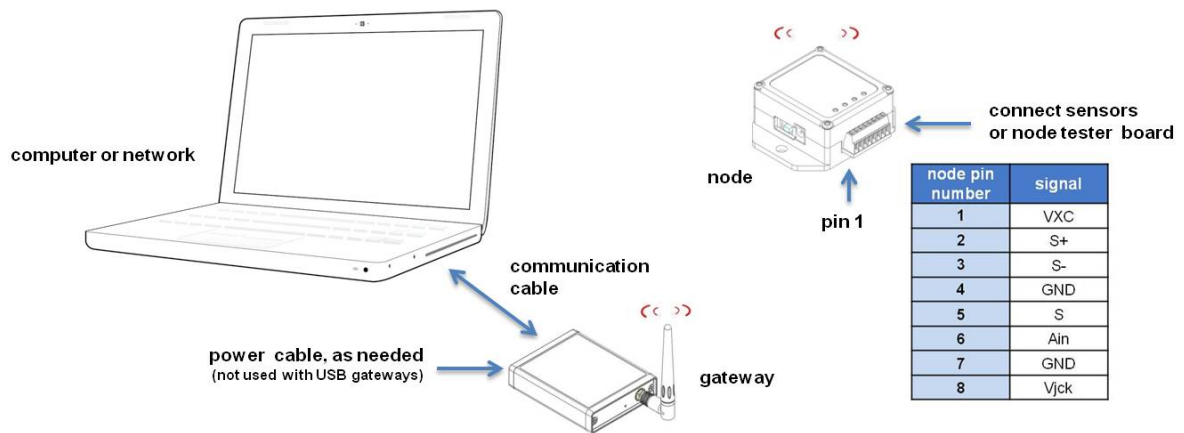 computer or network
communication
cable
power cable, as needed
(not used with USB gateways)
gateway
node
pin 1
connect sensors
or node tester board
node pin
number
signal
1 VXC
2 S+
3 S-
4 GND
5 S
6 Ain
7 GND
8 Vjck